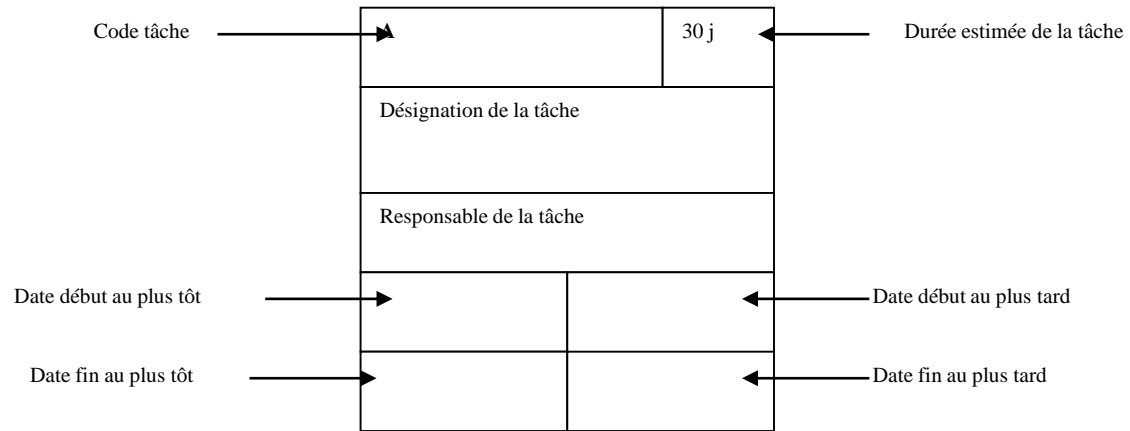 Code tâche
A
30 j
Durée estimée de la tâche
Désignation de la tâche
Responsable de la tâche
Date début au plus tôt
Date début au plus tard
Date fin au plus tôt
Date fin au plus tard